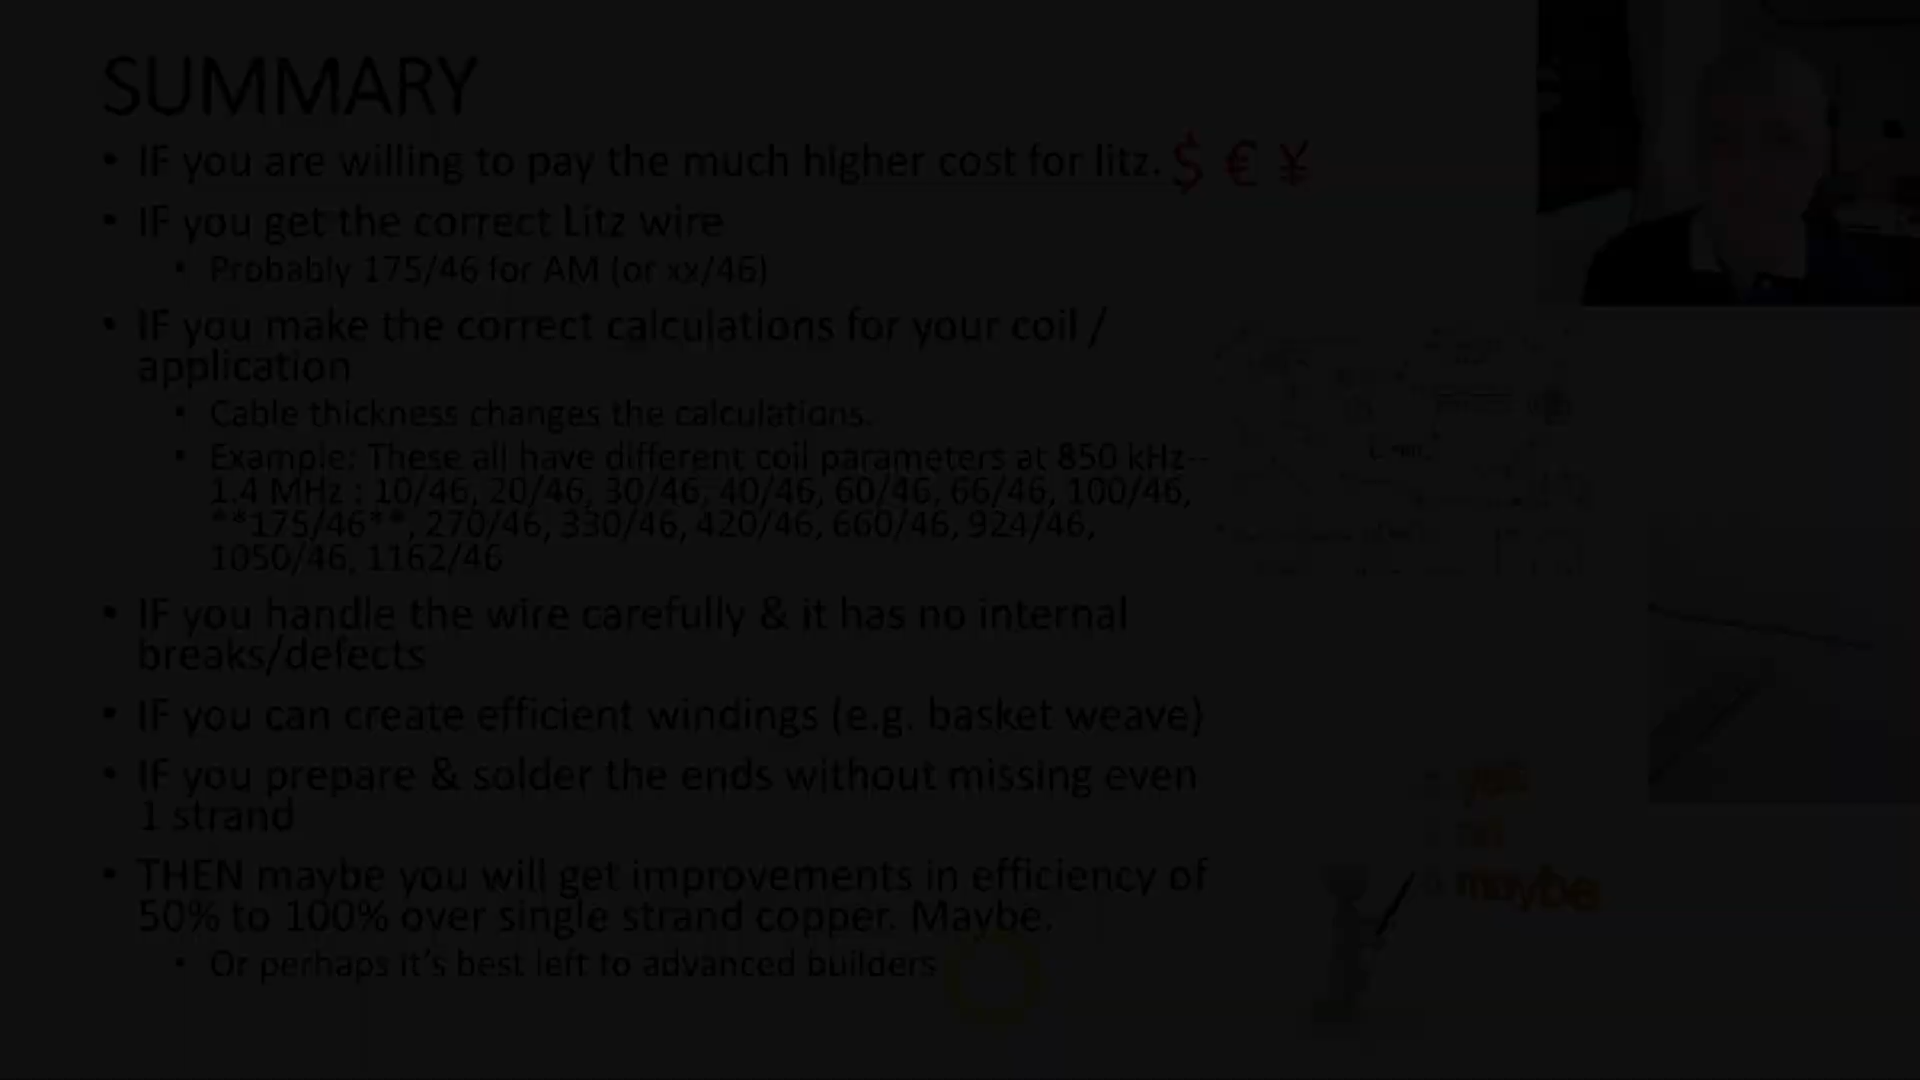 SUMMARY
• IF you are willing to pay the much higher cost for litz. $ € ¥
• IF you get the correct Litz wire
• Probably 175/46 for AM (or xx/46)
• IF you make the correct calculations for your coil /
application
• Cable thickness changes the calculations.
• Example: These all have different coil parameters at 850 kHz--
1.4 MHz : 10/46, 20/46, 30/46, 40/46, 60/46, 66/46, 100/46,
**175/46**, 270/46, 330/46, 420/46, 660/46, 924/46,
1050/46, 1162/46
• IF you handle the wire carefully & it has no internal
breaks/defects
• IF you can create efficient windings (e.g. basket weave)
• IF you prepare & solder the ends without missing even
1 strand
• THEN maybe you will get improvements in efficiency of
50% to 100% over single strand copper. Maybe.
• Or perhaps it's best left to advanced builders
yes
no
maybe